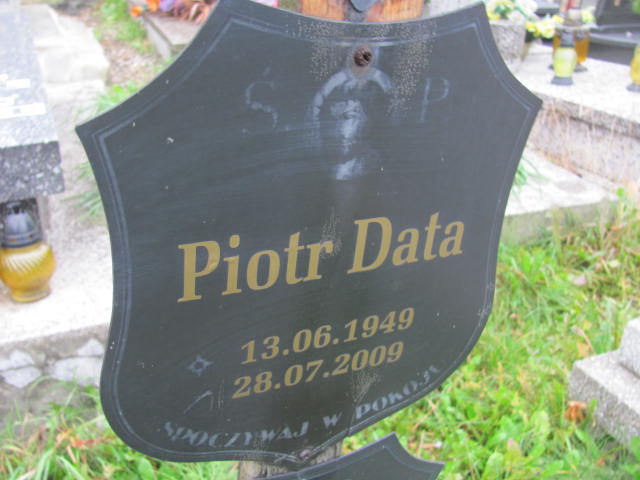 Ś. P
Piotr Data
13.06.1949
28.07.2009
SPOCZYWAJ W POKOJU